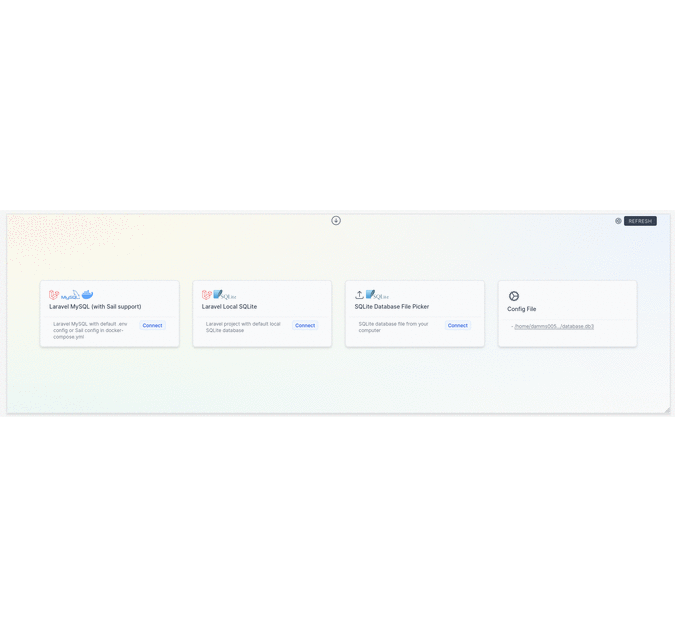 REFRESH
MySQL
Laravel MySQL (with Sail support)
Laravel MySQL with default .env
config or Sail config in docker-
compose.yml
Connect
SQLite
Laravel Local SQLite
Laravel project with default local
SQLite database
Connect
SQLite
SQLite Database File Picker
SQLite database file from your
computer
Connect
Config File
- /home/damms005.../database.db3